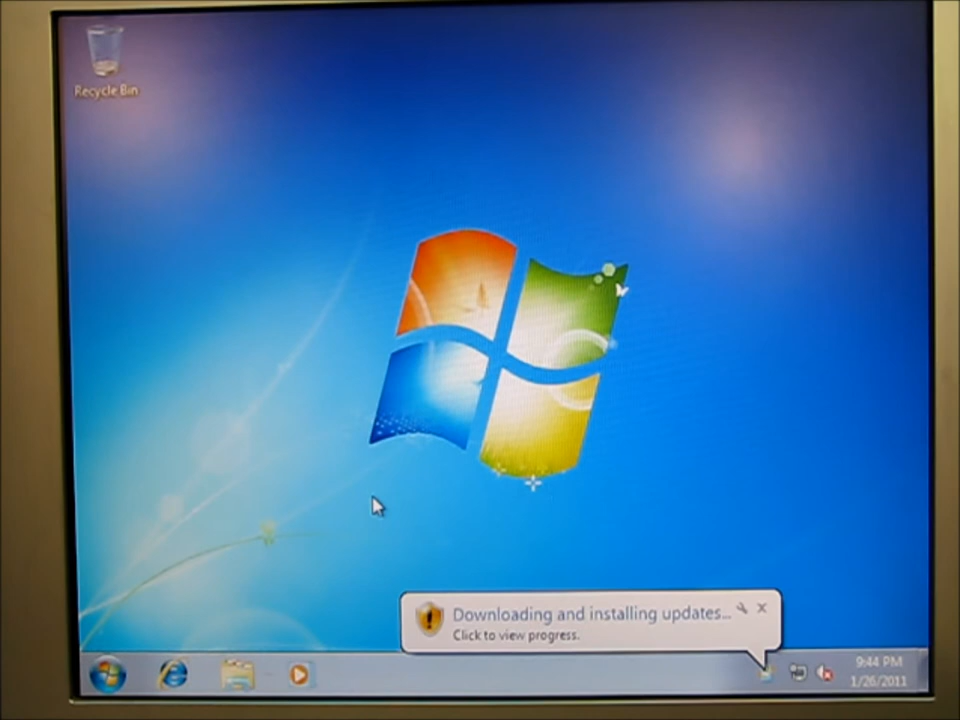 Recycle Bin
Downloading and installing updates...
Click to view progress.
9:44 PM
1/26/2011